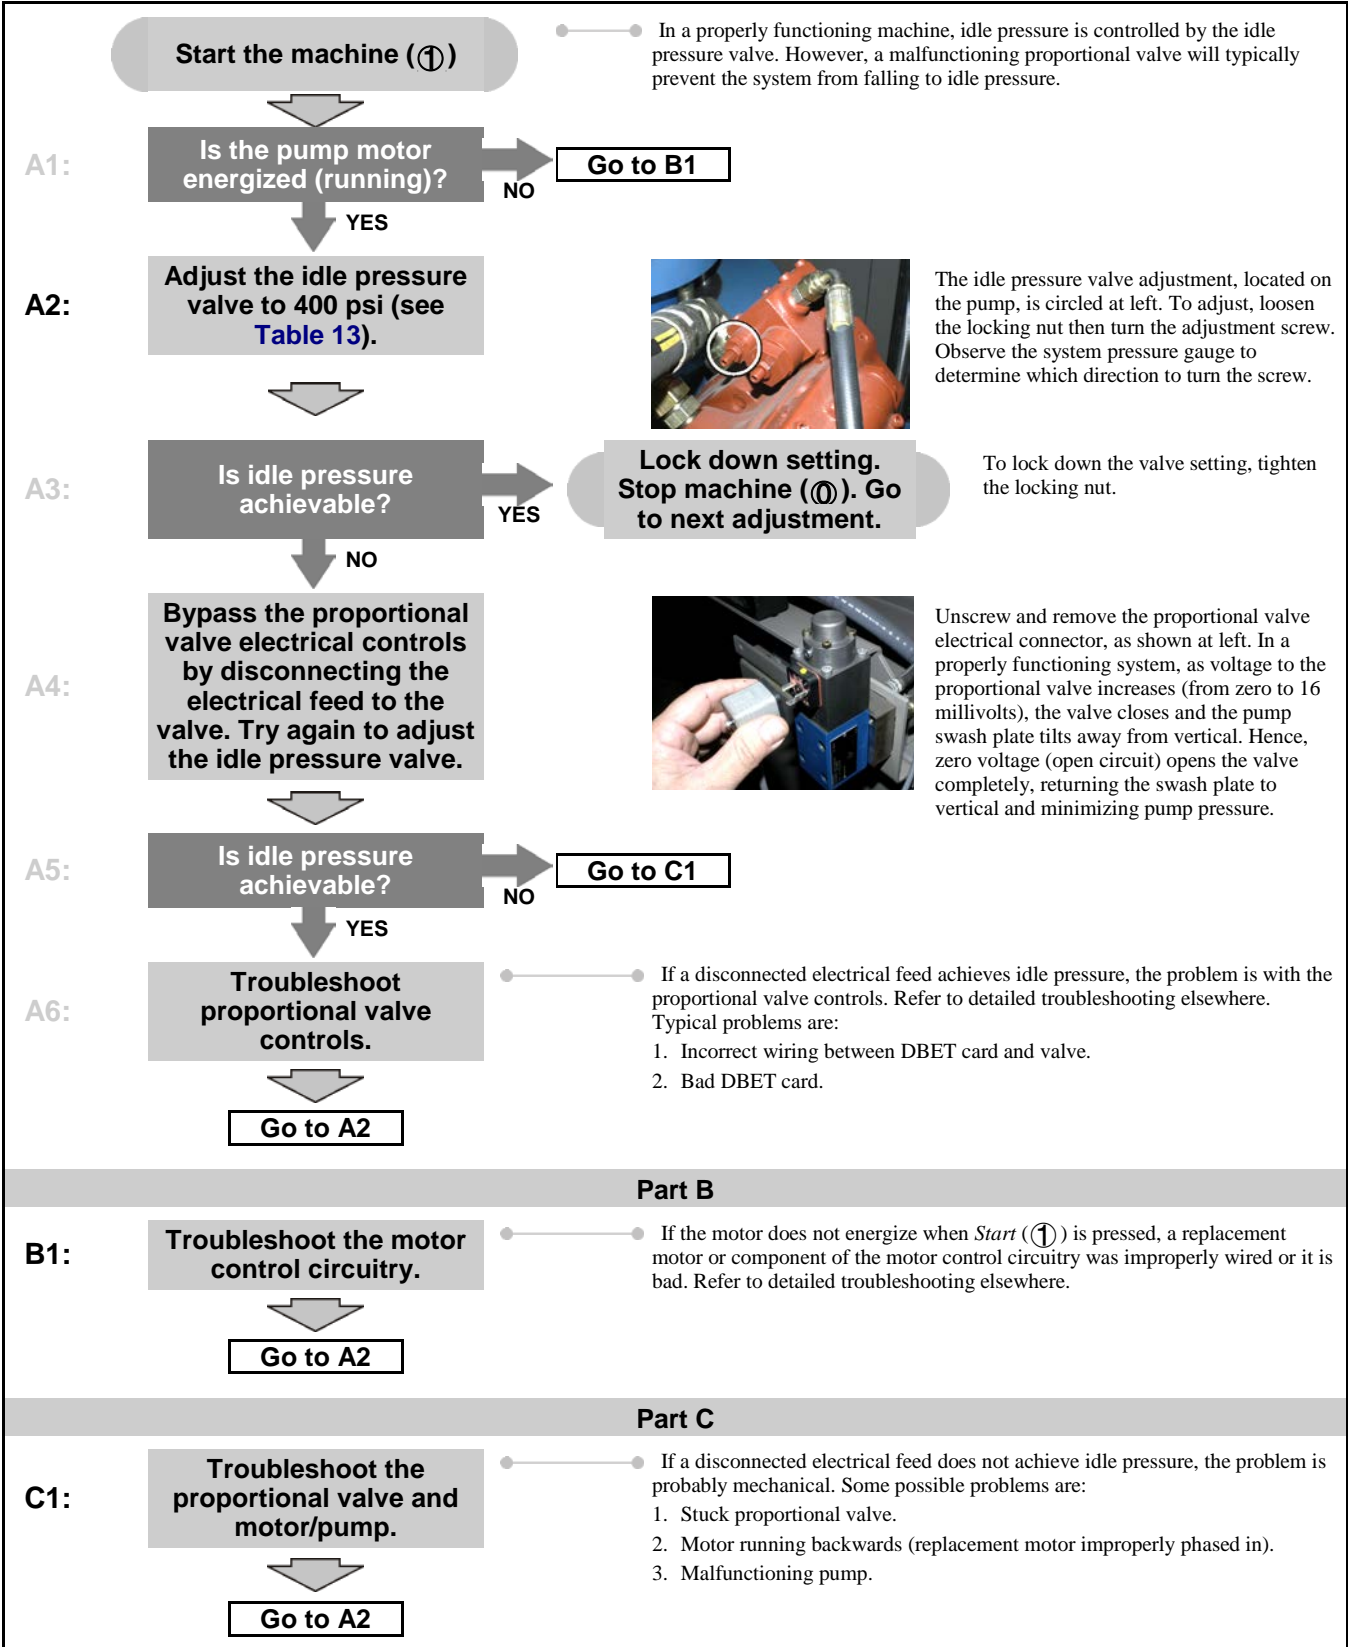 Start the machine (①)
In a properly functioning machine, idle pressure is controlled by the idle
pressure valve. However, a malfunctioning proportional valve will typically
prevent the system from falling to idle pressure.
A1:
Is the pump motor
energized (running)?
NO
Go to B1
YES
A2:
Adjust the idle pressure
valve to 400 psi (see
Table 13).
The idle pressure valve adjustment, located on
the pump, is circled at left. To adjust, loosen
the locking nut then turn the adjustment screw.
Observe the system pressure gauge to
determine which direction to turn the screw.
A3:
Is idle pressure
achievable?
YES
Lock down setting.
Stop machine (⓪). Go
to next adjustment.
To lock down the valve setting, tighten
the locking nut.
NO
A4:
Bypass the proportional
valve electrical controls
by disconnecting the
electrical feed to the
valve. Try again to adjust
the idle pressure valve.
Unscrew and remove the proportional valve
electrical connector, as shown at left. In a
properly functioning system, as voltage to the
proportional valve increases (from zero to 16
millivolts), the valve closes and the pump
swash plate tilts away from vertical. Hence,
zero voltage (open circuit) opens the valve
completely, returning the swash plate to
vertical and minimizing pump pressure.
A5:
Is idle pressure
achievable?
NO
Go to C1
YES
A6:
Troubleshoot
proportional valve
controls.
If a disconnected electrical feed achieves idle pressure, the problem is with the
proportional valve controls. Refer to detailed troubleshooting elsewhere.
Typical problems are:
1. Incorrect wiring between DBET card and valve.
2. Bad DBET card.
Go to A2
Part B
B1:
Troubleshoot the motor
control circuitry.
If the motor does not energize when Start (①) is pressed, a replacement
motor or component of the motor control circuitry was improperly wired or it is
bad. Refer to detailed troubleshooting elsewhere.
Go to A2
Part C
C1:
Troubleshoot the
proportional valve and
motor/pump.
If a disconnected electrical feed does not achieve idle pressure, the problem is
probably mechanical. Some possible problems are:
1. Stuck proportional valve.
2. Motor running backwards (replacement motor improperly phased in).
3. Malfunctioning pump.
Go to A2